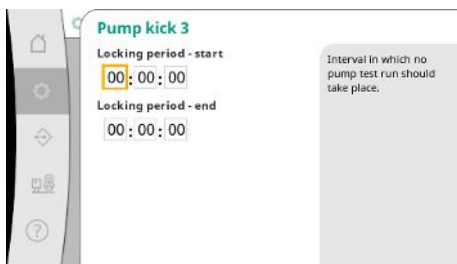 Pump kick 3
Locking period - start
00 : 00 : 00
Locking period - end
00 : 00 : 00
Interval in which no
pump test run should
take place.
?